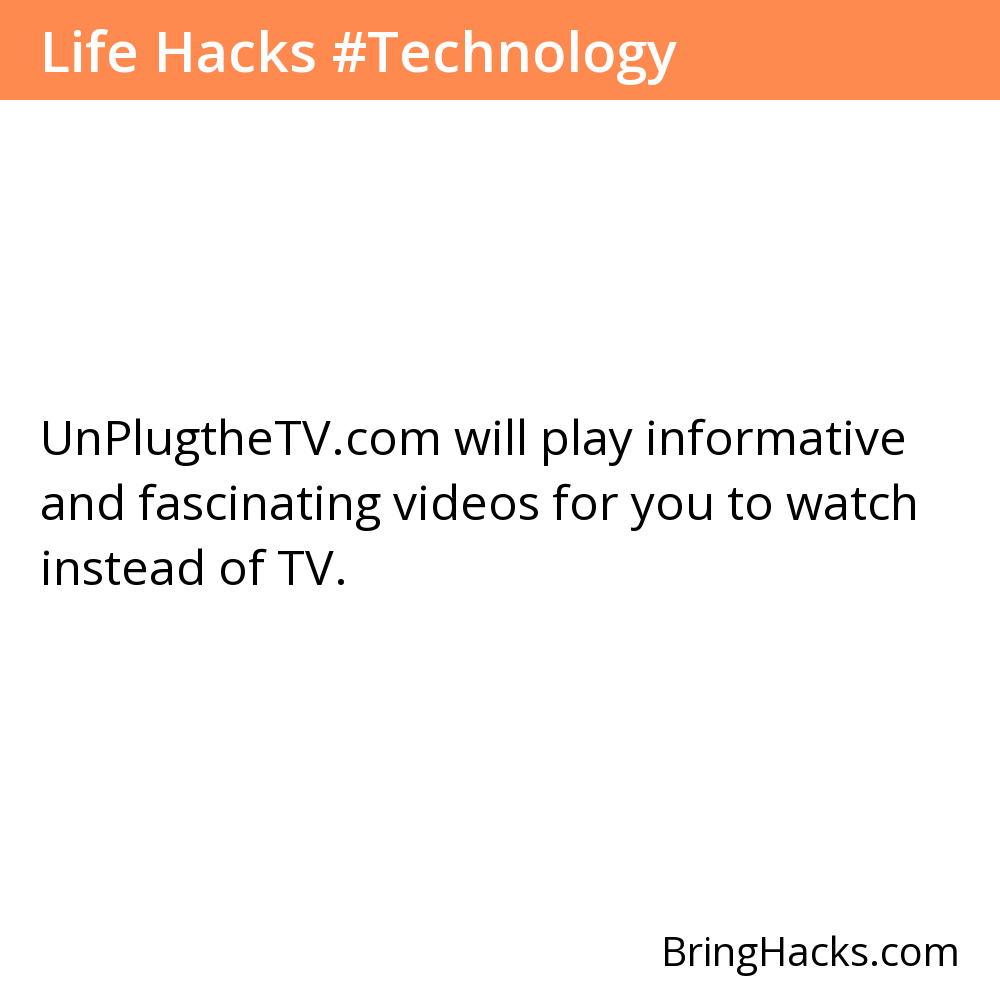 Life Hacks #Technology
UnPlugtheTV.com will play informative
and fascinating videos for you to watch
instead of TV.
BringHacks.com